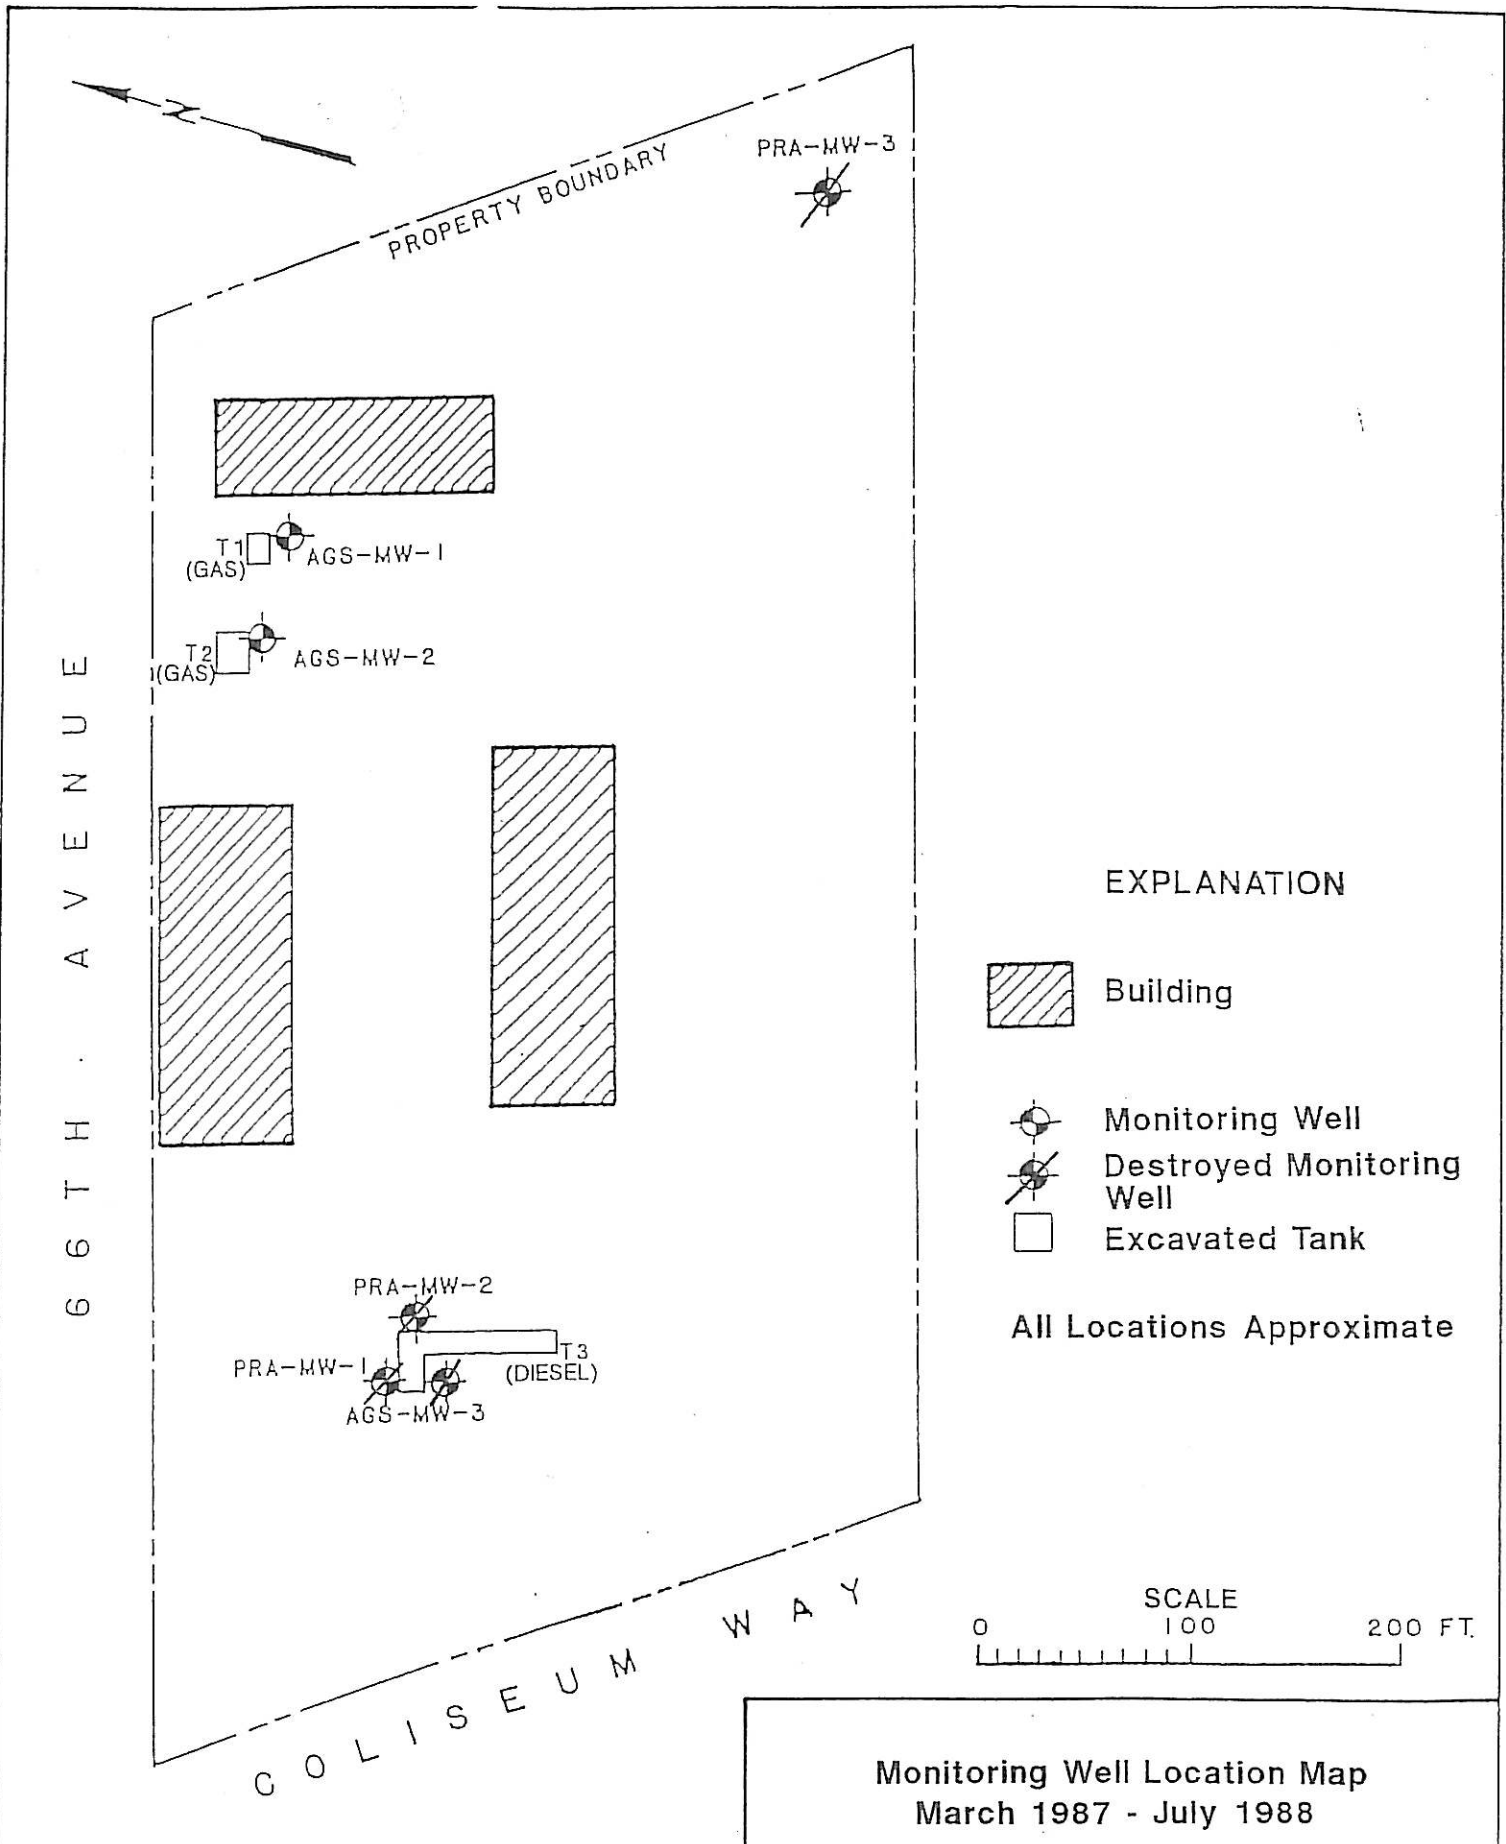 N
PROPERTY BOUNDARY
PRA-MW-3
T1
(GAS)
AGS-MW-1
T2
(GAS)
AGS-MW-2
66TH. AVENUE
EXPLANATION
Building
Monitoring Well
Destroyed Monitoring
Well
Excavated Tank
All Locations Approximate
PRA-MW-2
PRA-MW-1
T3
(DIESEL)
AGS-MW-3
COLISEUM WAY
SCALE
0 100 200 FT.
Monitoring Well Location Map
March 1987 - July 1988